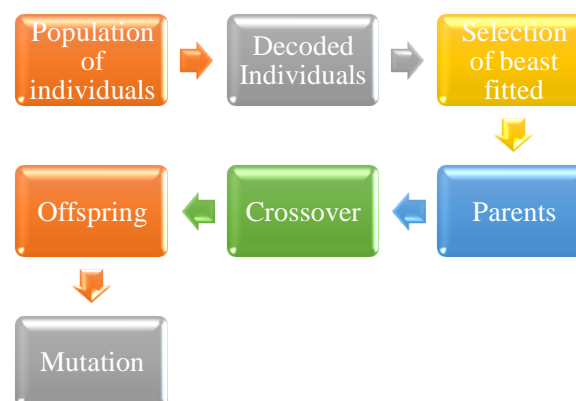 Population
of
individuals
Decoded
Individuals
Selection
of beast
fitted
Parents
Crossover
Offspring
Mutation